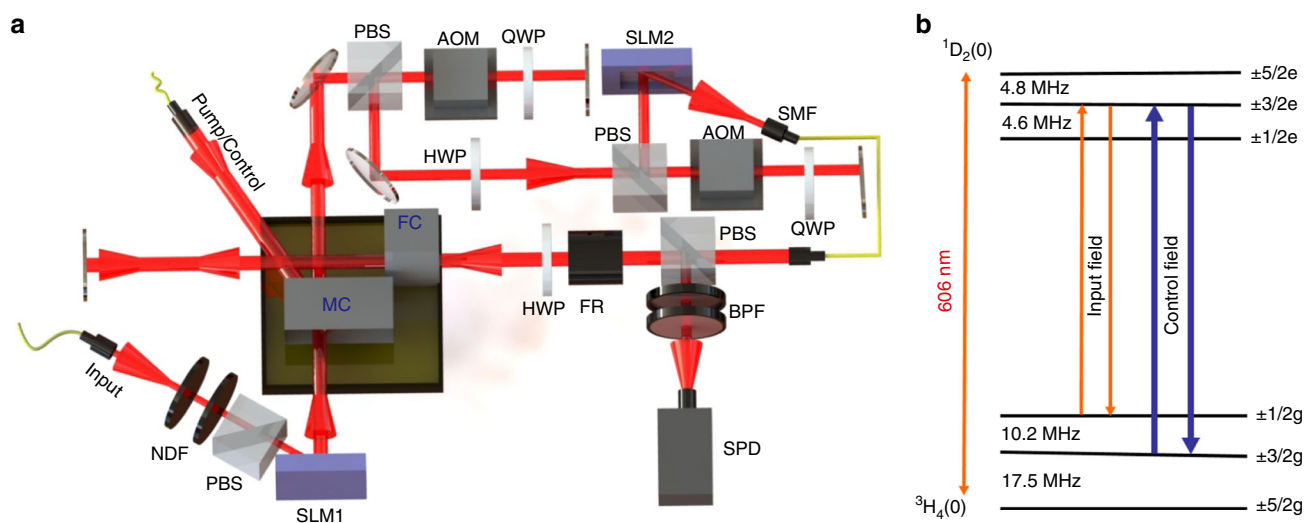 a
PBS
AOM
QWP
SLM2
SMF
Pump/Control
HWP
PBS
AOM
QWP
FC
PBS
MC
HWP
FR
BPF
Input
NDF
PBS
SLM1
SPD
b
¹D₂(0)
±5/2e
4.8 MHz
±3/2e
4.6 MHz
±1/2e
606 nm
Input field
Control field
±1/2g
10.2 MHz
±3/2g
17.5 MHz
³H₄(0)
±5/2g